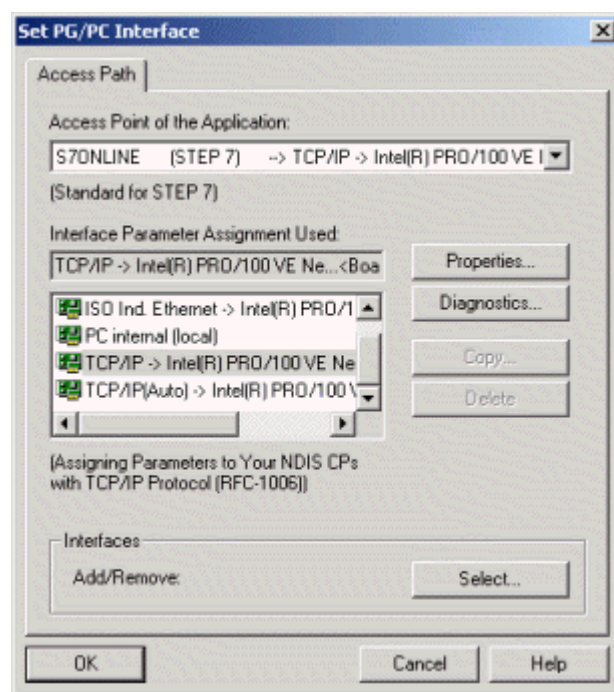 Set PG/PC Interface
Access Path
Access Point of the Application:
S7ONLINE (STEP 7) --> TCP/IP -> Intel(R) PRO/100 VE
(Standard for STEP 7)
Interface Parameter Assignment Used:
TCP/IP -> Intel(R) PRO/100 VE Ne...<Boa
Properties...
ISO Ind. Ethernet -> Intel(R) PRO/1
Diagnostics...
PC internal (local)
TCP/IP -> Intel(R) PRO/100 VE Ne
Copy...
TCP/IP(Auto) -> Intel(R) PRO/100
Delete
(Assigning Parameters to Your NDIS CPs
with TCP/IP Protocol (RFC-1006))
Interfaces
Add/Remove:
Select...
OK
Cancel
Help